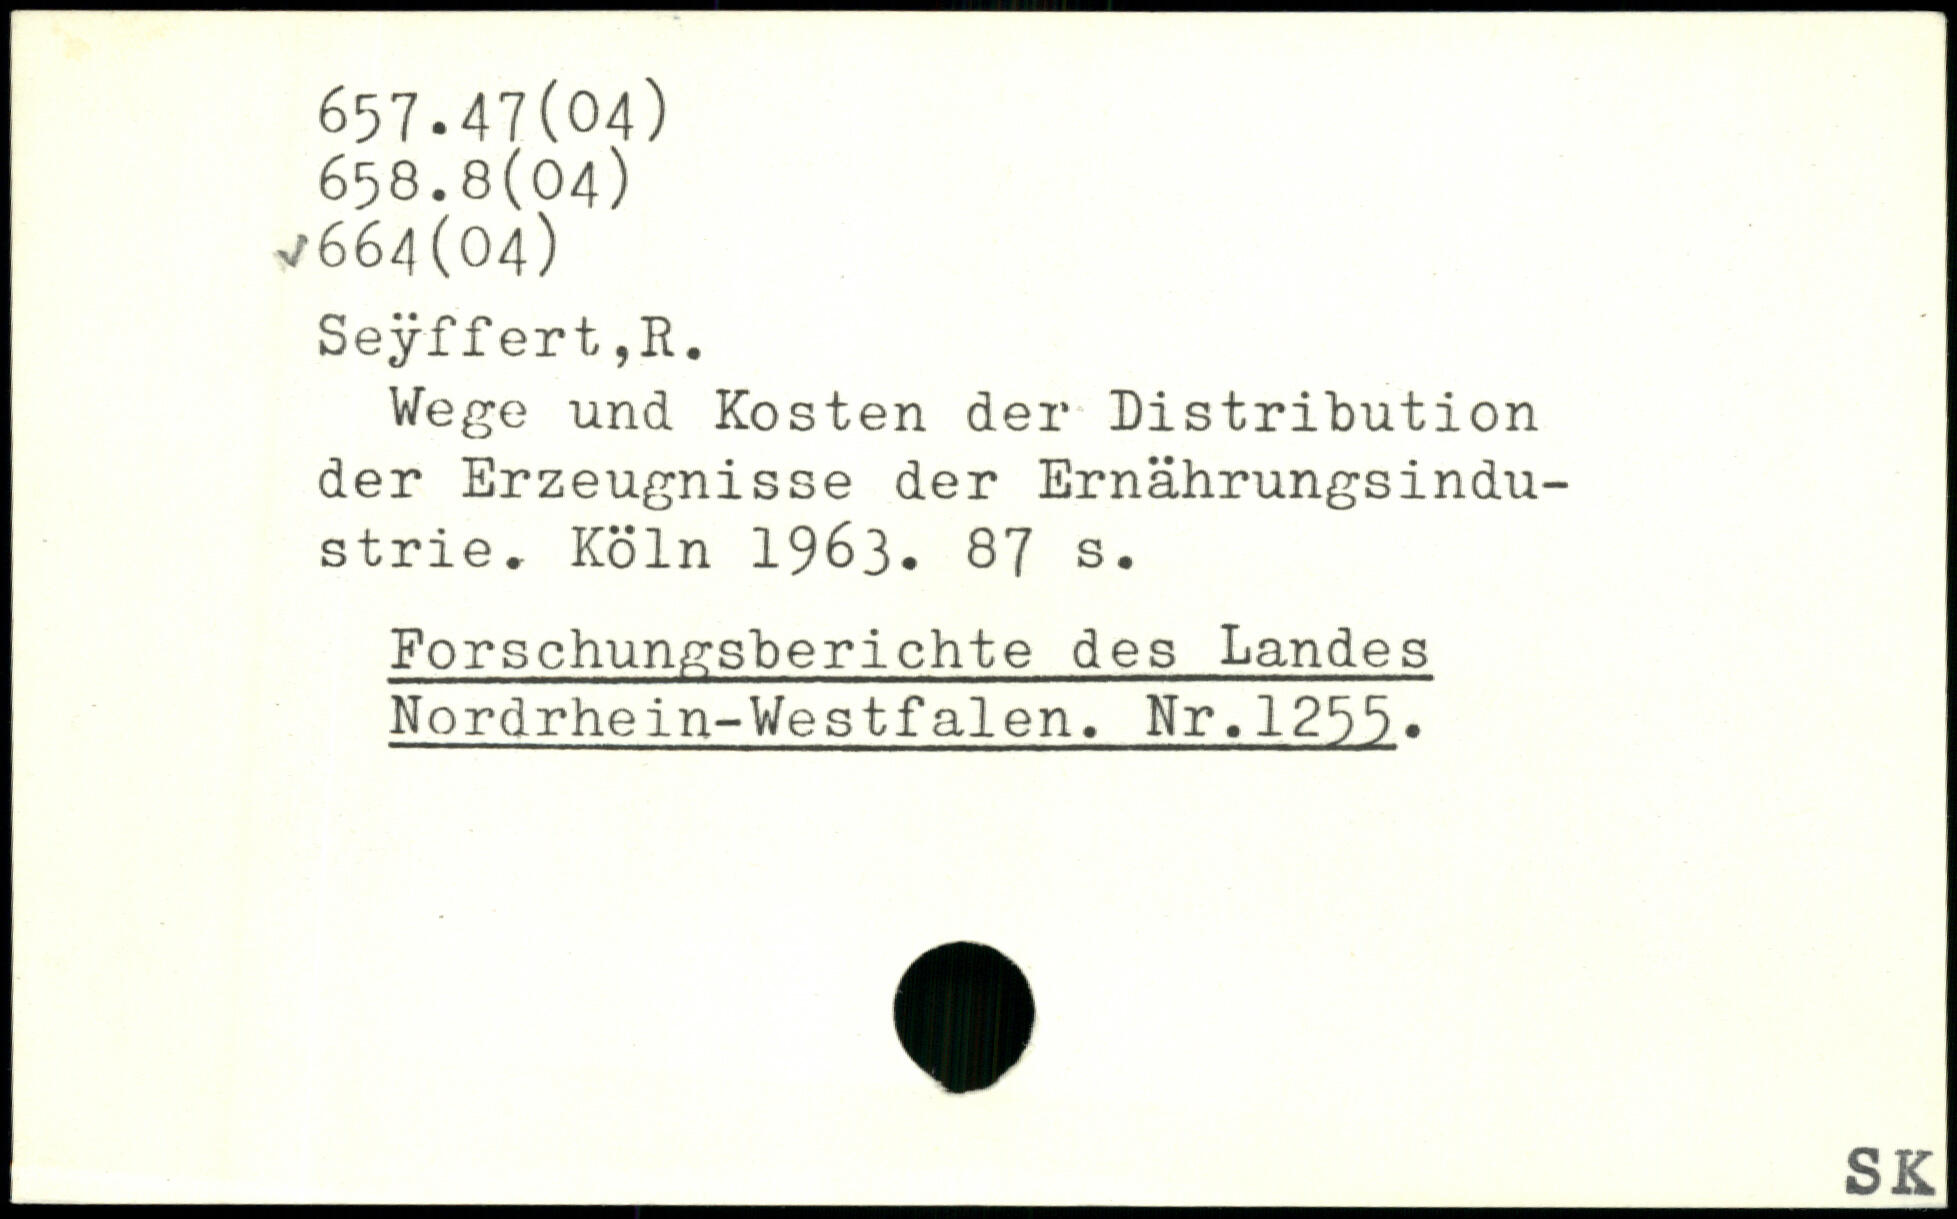 657.47(04)
658.8(04)
✓664(04)
Seÿffert,R.
Wege und Kosten der Distribution
der Erzeugnisse der Ernährungsindu-
strie. Köln 1963. 87 s.
Forschungsberichte des Landes
Nordrhein-Westfalen. Nr.1255.
SK